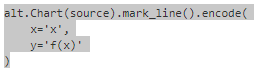 alt.Chart(source).mark_line().encode(
    x='x',
    y='f(x)'
)